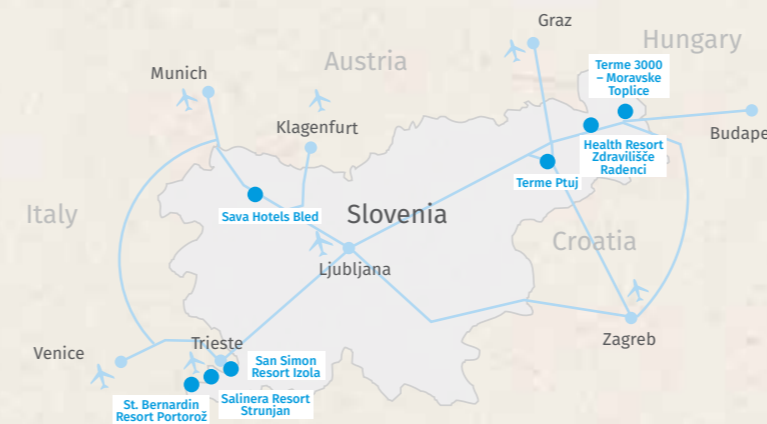 Graz
Hungary
Austria
Terme 3000
– Moravske
Toplice
Munich
Klagenfurt
Budape
Health Resort
Zdravilišče
Radenci
Terme Ptuj
Italy
Sava Hotels Bled
Slovenia
Croatia
Ljubljana
Zagreb
Venice
Trieste
San Simon
Resort Izola
St. Bernardin
Resort Portorož
Salinera Resort
Strunjan